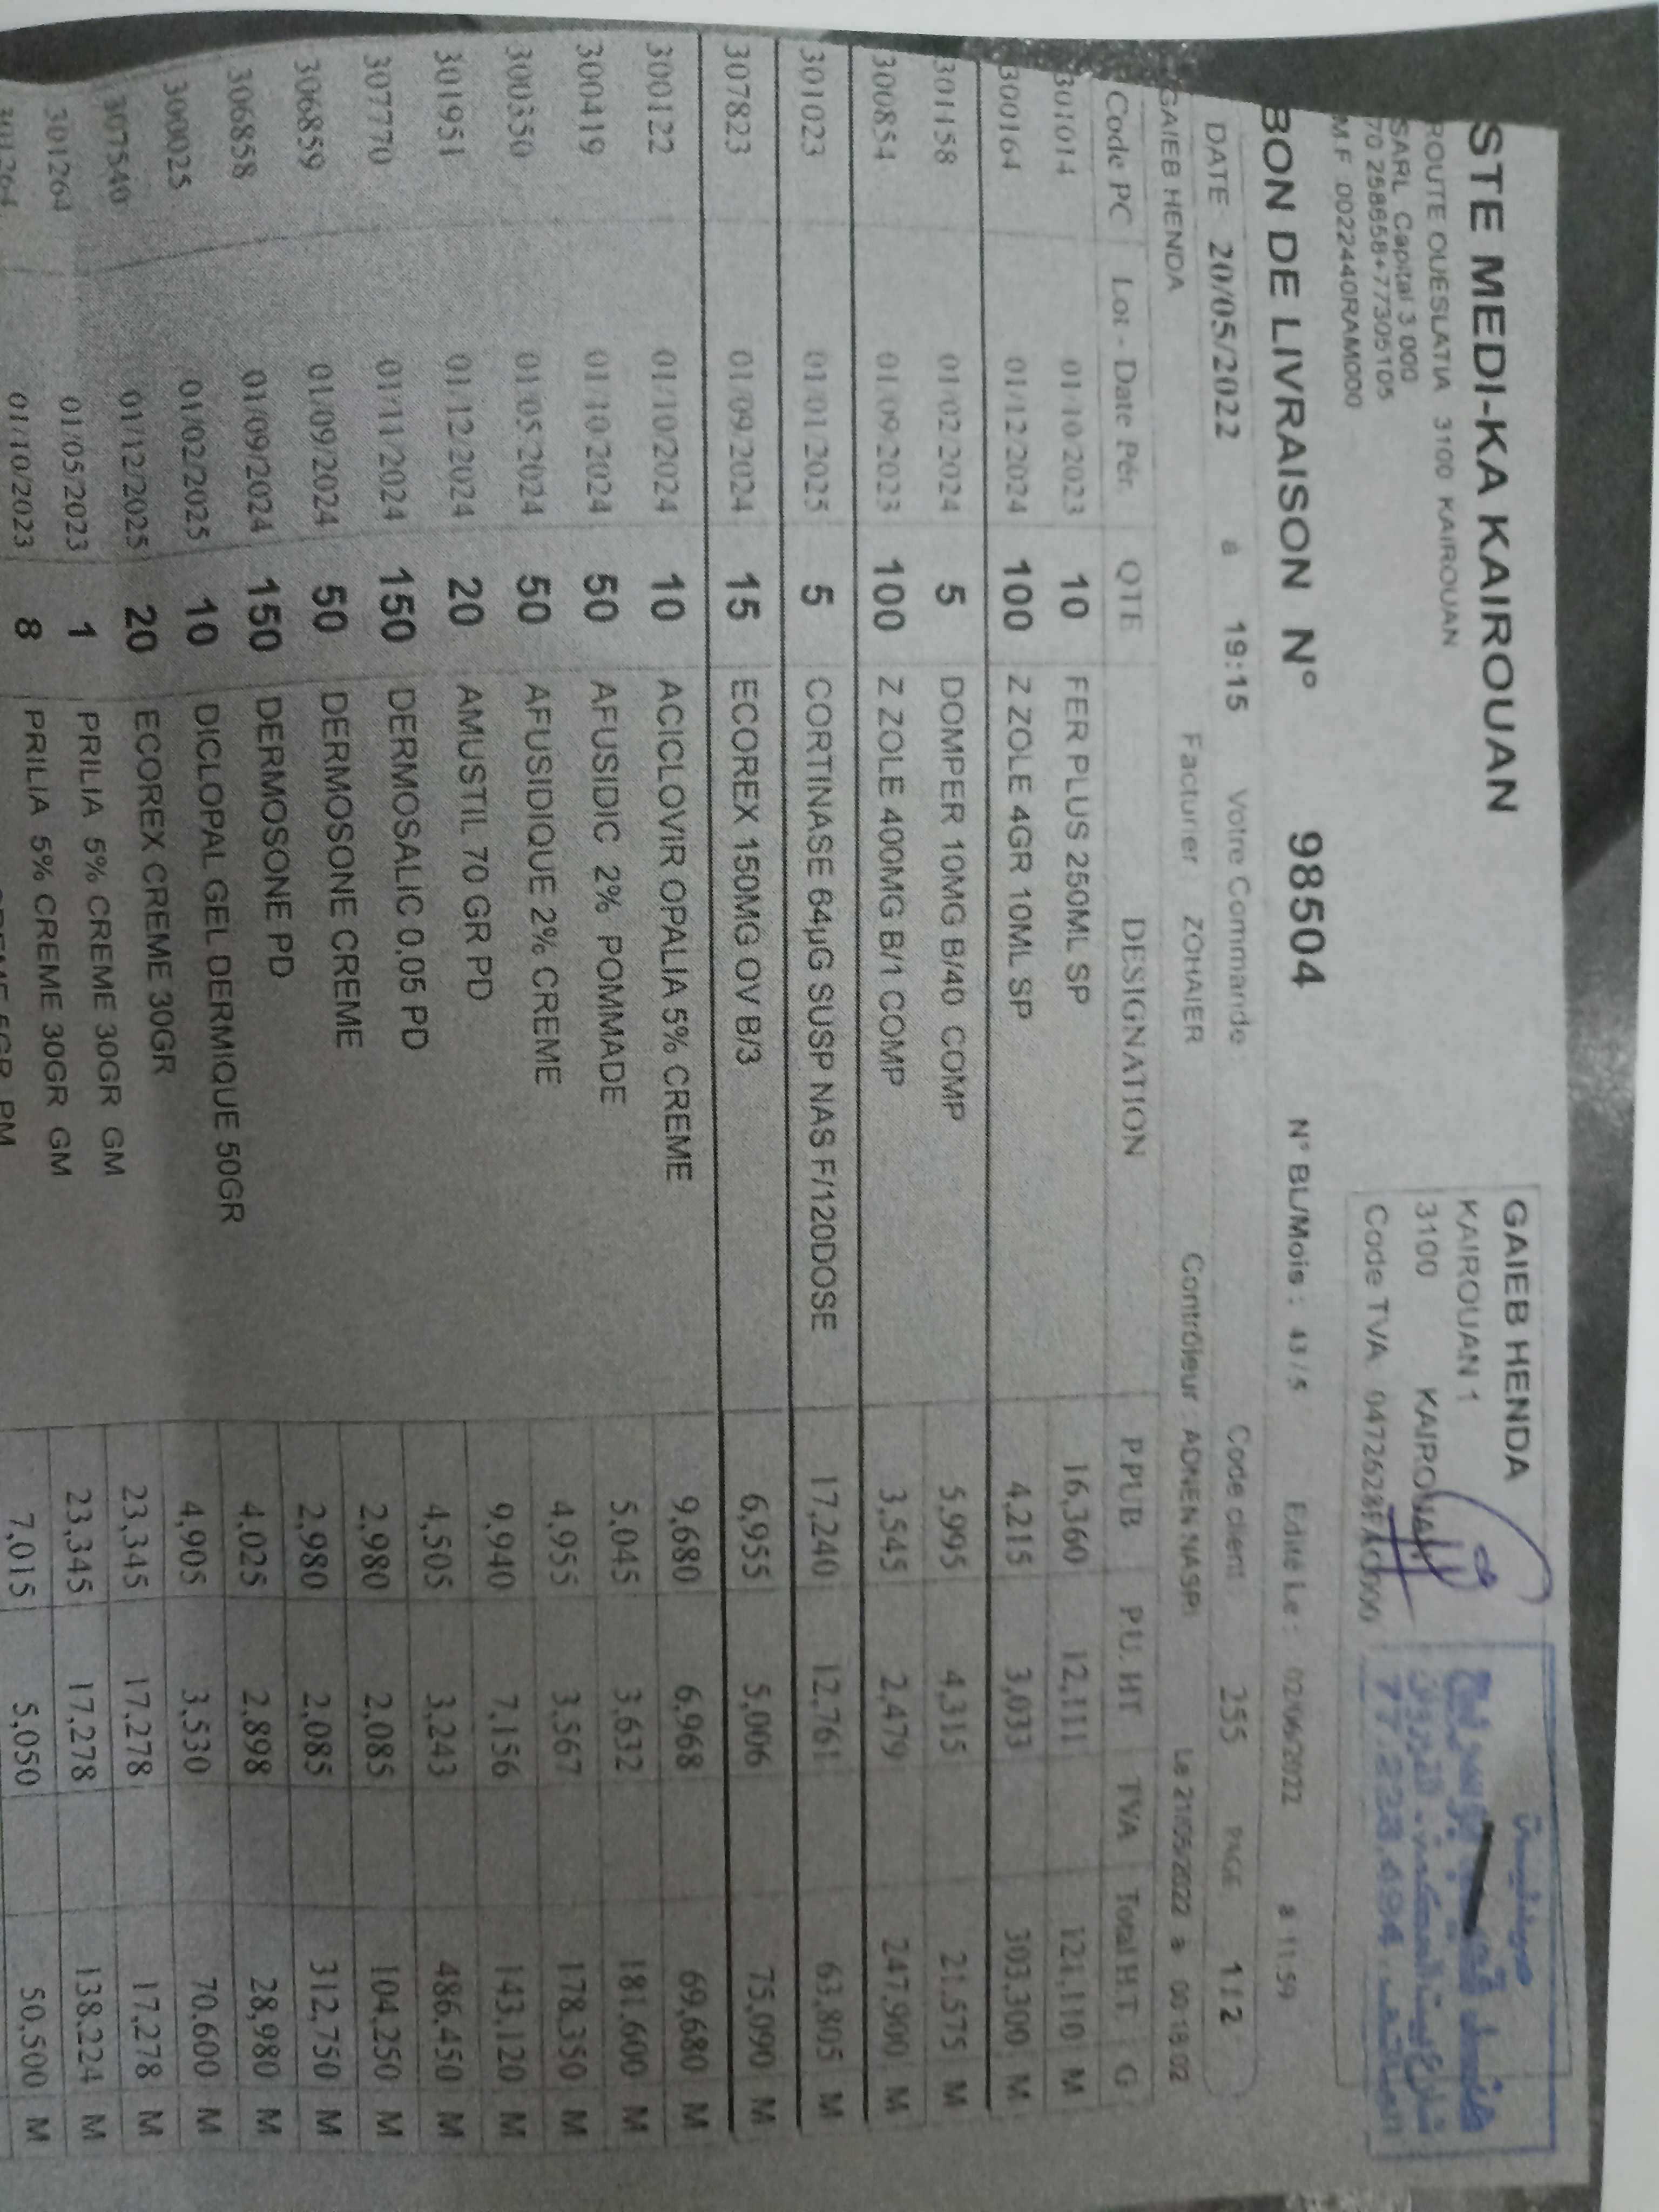 STE MEDI-KA KAIROUAN
ROUTE OUESLATIA 3100 KAIROUAN
SARL Capital 3 000
70 258658+77305105
M.F 0022440RAM000
GAIEB HENDA
KAIROUAN 1
3100 KAIROUAN
Code TVA 0472628
صيدلية
77.228.494
BON DE LIVRAISON N° 98504 N° BL/Mois : 43 / 5 Edité Le : 02/06/2022 à 11:59
DATE 20/05/2022 à 19:15 Votre Commande : Code client 255 PAGE 1 / 2
GAIEB HENDA Facturier ZOHAIER Contrôleur : ADNEN NASRI Le 21/05/2022 à 00:18:02
Code PC Lot - Date Pér. QTE DESIGNATION P.PUB P.U. HT TVA Total H.T. G
301014 01/10/2023 10 FER PLUS 250ML SP 16,360 12,111 121,110 M
300164 01/12/2024 100 Z ZOLE 4GR 10ML SP 4,215 3,033 303,300 M
301158 01/02/2024 5 DOMPER 10MG B/40 COMP 5,995 4,315 21,575 M
300854 01/09/2023 100 Z ZOLE 400MG B/1 COMP 3,545 2,479 247,900 M
301023 01/01/2025 5 CORTINASE 64µG SUSP NAS F/120DOSE 17,240 12,761 63,805 M
307823 01/09/2024 15 ECOREX 150MG OV B/3 6,955 5,006 75,090 M
300122 01/10/2024 10 ACICLOVIR OPALIA 5% CREME 9,680 6,968 69,680 M
300419 01/10/2024 50 AFUSIDIC 2% POMMADE 5,045 3,632 181,600 M
300350 01/05/2024 50 AFUSIDIQUE 2% CREME 4,955 3,567 178,350 M
301951 01/12/2024 20 AMUSTIL 70 GR PD 9,940 7,156 143,120 M
307770 01/11/2024 150 DERMOSALIC 0,05 PD 4,505 3,243 486,450 M
306859 01/09/2024 50 DERMOSONE CREME 2,980 2,085 104,250 M
306858 01/09/2024 150 DERMOSONE PD 2,980 2,085 312,750 M
300025 01/02/2025 10 DICLOPAL GEL DERMIQUE 50GR 4,025 2,898 28,980 M
307540 01/12/2025 20 ECOREX CREME 30GR 4,905 3,530 70,600 M
301264 01/05/2023 1 PRILIA 5% CREME 30GR GM 23,345 17,278 17,278 M
301264 01/10/2023 8 PRILIA 5% CREME 30GR GM 23,345 17,278 138,224 M
5GR PM 7,015 5,050 50,500 M